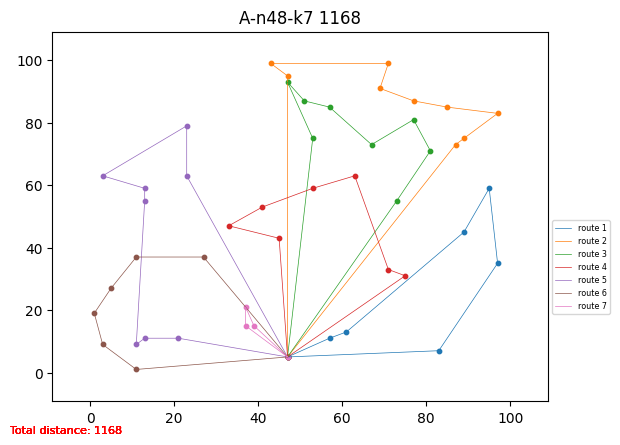 A-n48-k7 1168
100
80
60
40
20
0
0 20 40 60 80 100
route 1
route 2
route 3
route 4
route 5
route 6
route 7
Total distance: 1168